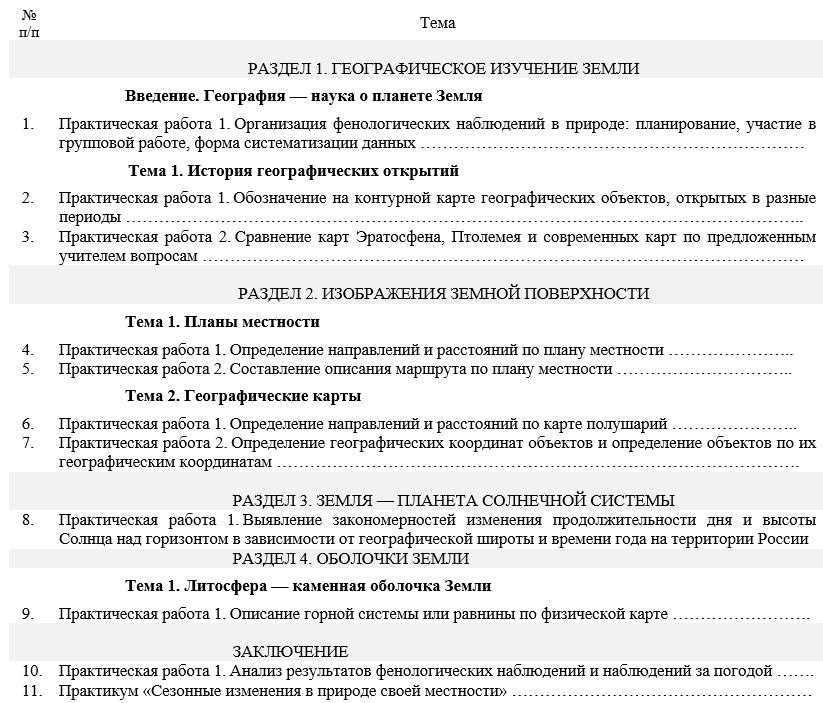 №
п/п
Тема
РАЗДЕЛ 1. ГЕОГРАФИЧЕСКОЕ ИЗУЧЕНИЕ ЗЕМЛИ
Введение. География — наука о планете Земля
1. Практическая работа 1. Организация фенологических наблюдений в природе: планирование, участие в
групповой работе, форма систематизации данных ………………………………………………………………
Тема 1. История географических открытий
2. Практическая работа 1. Обозначение на контурной карте географических объектов, открытых в разные
периоды ………………………………………………………………………………………………………………..
3. Практическая работа 2. Сравнение карт Эратосфена, Птолемея и современных карт по предложенным
учителем вопросам …………………………………………………………………………………………………
РАЗДЕЛ 2. ИЗОБРАЖЕНИЯ ЗЕМНОЙ ПОВЕРХНОСТИ
Тема 1. Планы местности
4. Практическая работа 1. Определение направлений и расстояний по плану местности …………………..
5. Практическая работа 2. Составление описания маршрута по плану местности …………………………..
Тема 2. Географические карты
6. Практическая работа 1. Определение направлений и расстояний по карте полушарий …………………..
7. Практическая работа 2. Определение географических координат объектов и определение объектов по их
географическим координатам …………………………………………………………………………………….
РАЗДЕЛ 3. ЗЕМЛЯ — ПЛАНЕТА СОЛНЕЧНОЙ СИСТЕМЫ
8. Практическая работа 1. Выявление закономерностей изменения продолжительности дня и высоты
Солнца над горизонтом в зависимости от географической широты и времени года на территории России
РАЗДЕЛ 4. ОБОЛОЧКИ ЗЕМЛИ
Тема 1. Литосфера — каменная оболочка Земли
9. Практическая работа 1. Описание горной системы или равнины по физической карте …………………….
ЗАКЛЮЧЕНИЕ
10. Практическая работа 1. Анализ результатов фенологических наблюдений и наблюдений за погодой …….
11. Практикум «Сезонные изменения в природе своей местности» …………………………………………………